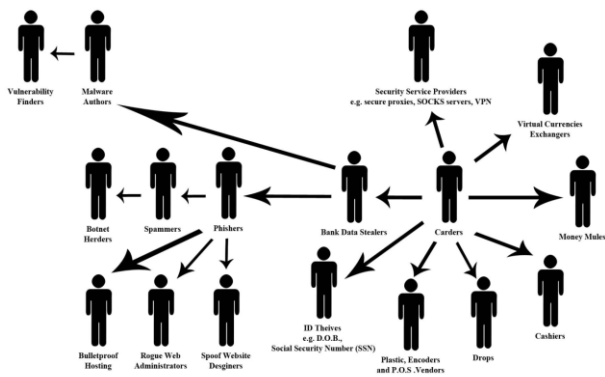 Vulnerability
Finders
Malware
Authors
Security Service Providers
e.g. secure proxies, SOCKS servers, VPN
Virtual Currencies
Exchangers
Botnet
Herders
Spammers
Phishers
Bank Data Stealers
Carders
Money Mules
Bulletproof
Hosting
Rogue Web
Administrators
Spoof Website
Desginers
ID Theives
e.g. D.O.B.,
Social Security Number (SSN)
Plastic, Encoders
and P.O.S .Vendors
Drops
Cashiers